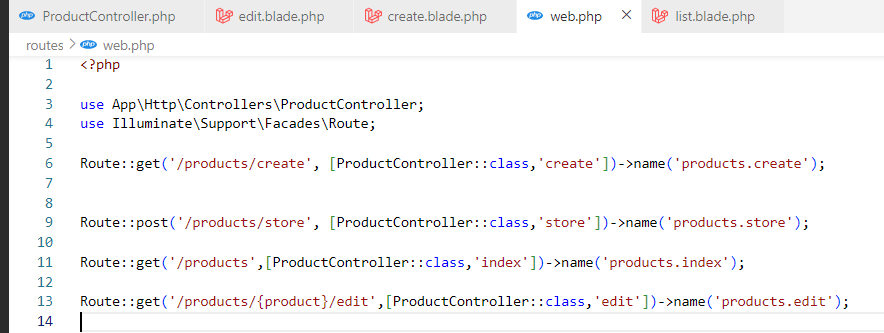 php ProductController.php edit.blade.php create.blade.php php web.php × list.blade.php
routes > php web.php
1 <?php
2
3 use App\Http\Controllers\ProductController;
4 use Illuminate\Support\Facades\Route;
5
6 Route::get('/products/create', [ProductController::class,'create'])->name('products.create');
7
8
9 Route::post('/products/store', [ProductController::class,'store'])->name('products.store');
10
11 Route::get('/products',[ProductController::class,'index'])->name('products.index');
12
13 Route::get('/products/{product}/edit',[ProductController::class,'edit'])->name('products.edit');
14